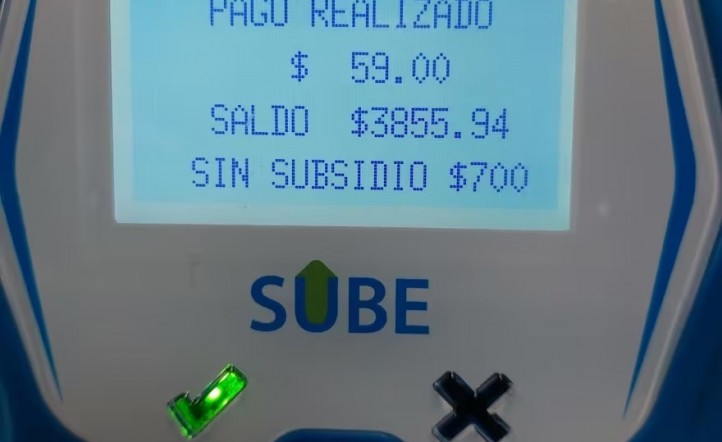 PAGO REALIZADO
$ 59.00
SALDO $3855.94
SIN SUBSIDIO $700
SUBE